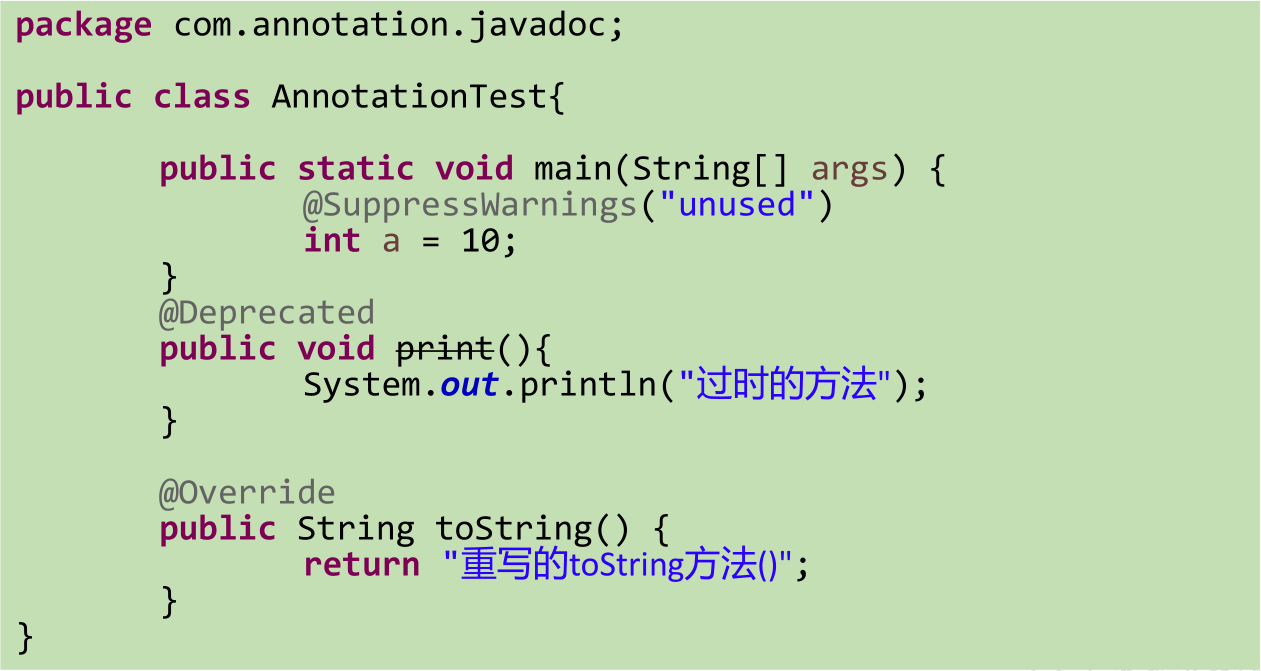 package com.annotation.javadoc;
public class AnnotationTest{
public static void main(String[] args) {
@SuppressWarnings("unused")
int a = 10;
}
@Deprecated
public void print(){
System.out.println("过时的方法");
}
@Override
public String toString() {
return "重写的toString方法()";
}
}